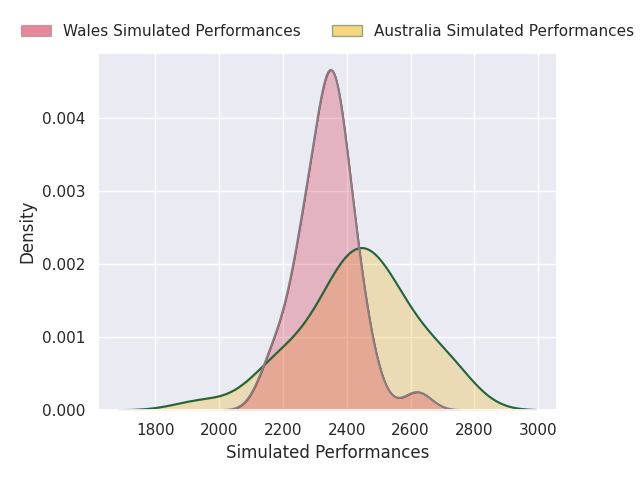 Wales Simulated Performances Australia Simulated Performances
0.004
0.003
Density
0.002
0.001
0.000
1800 2000 2200 2400 2600 2800 3000
Simulated Performances